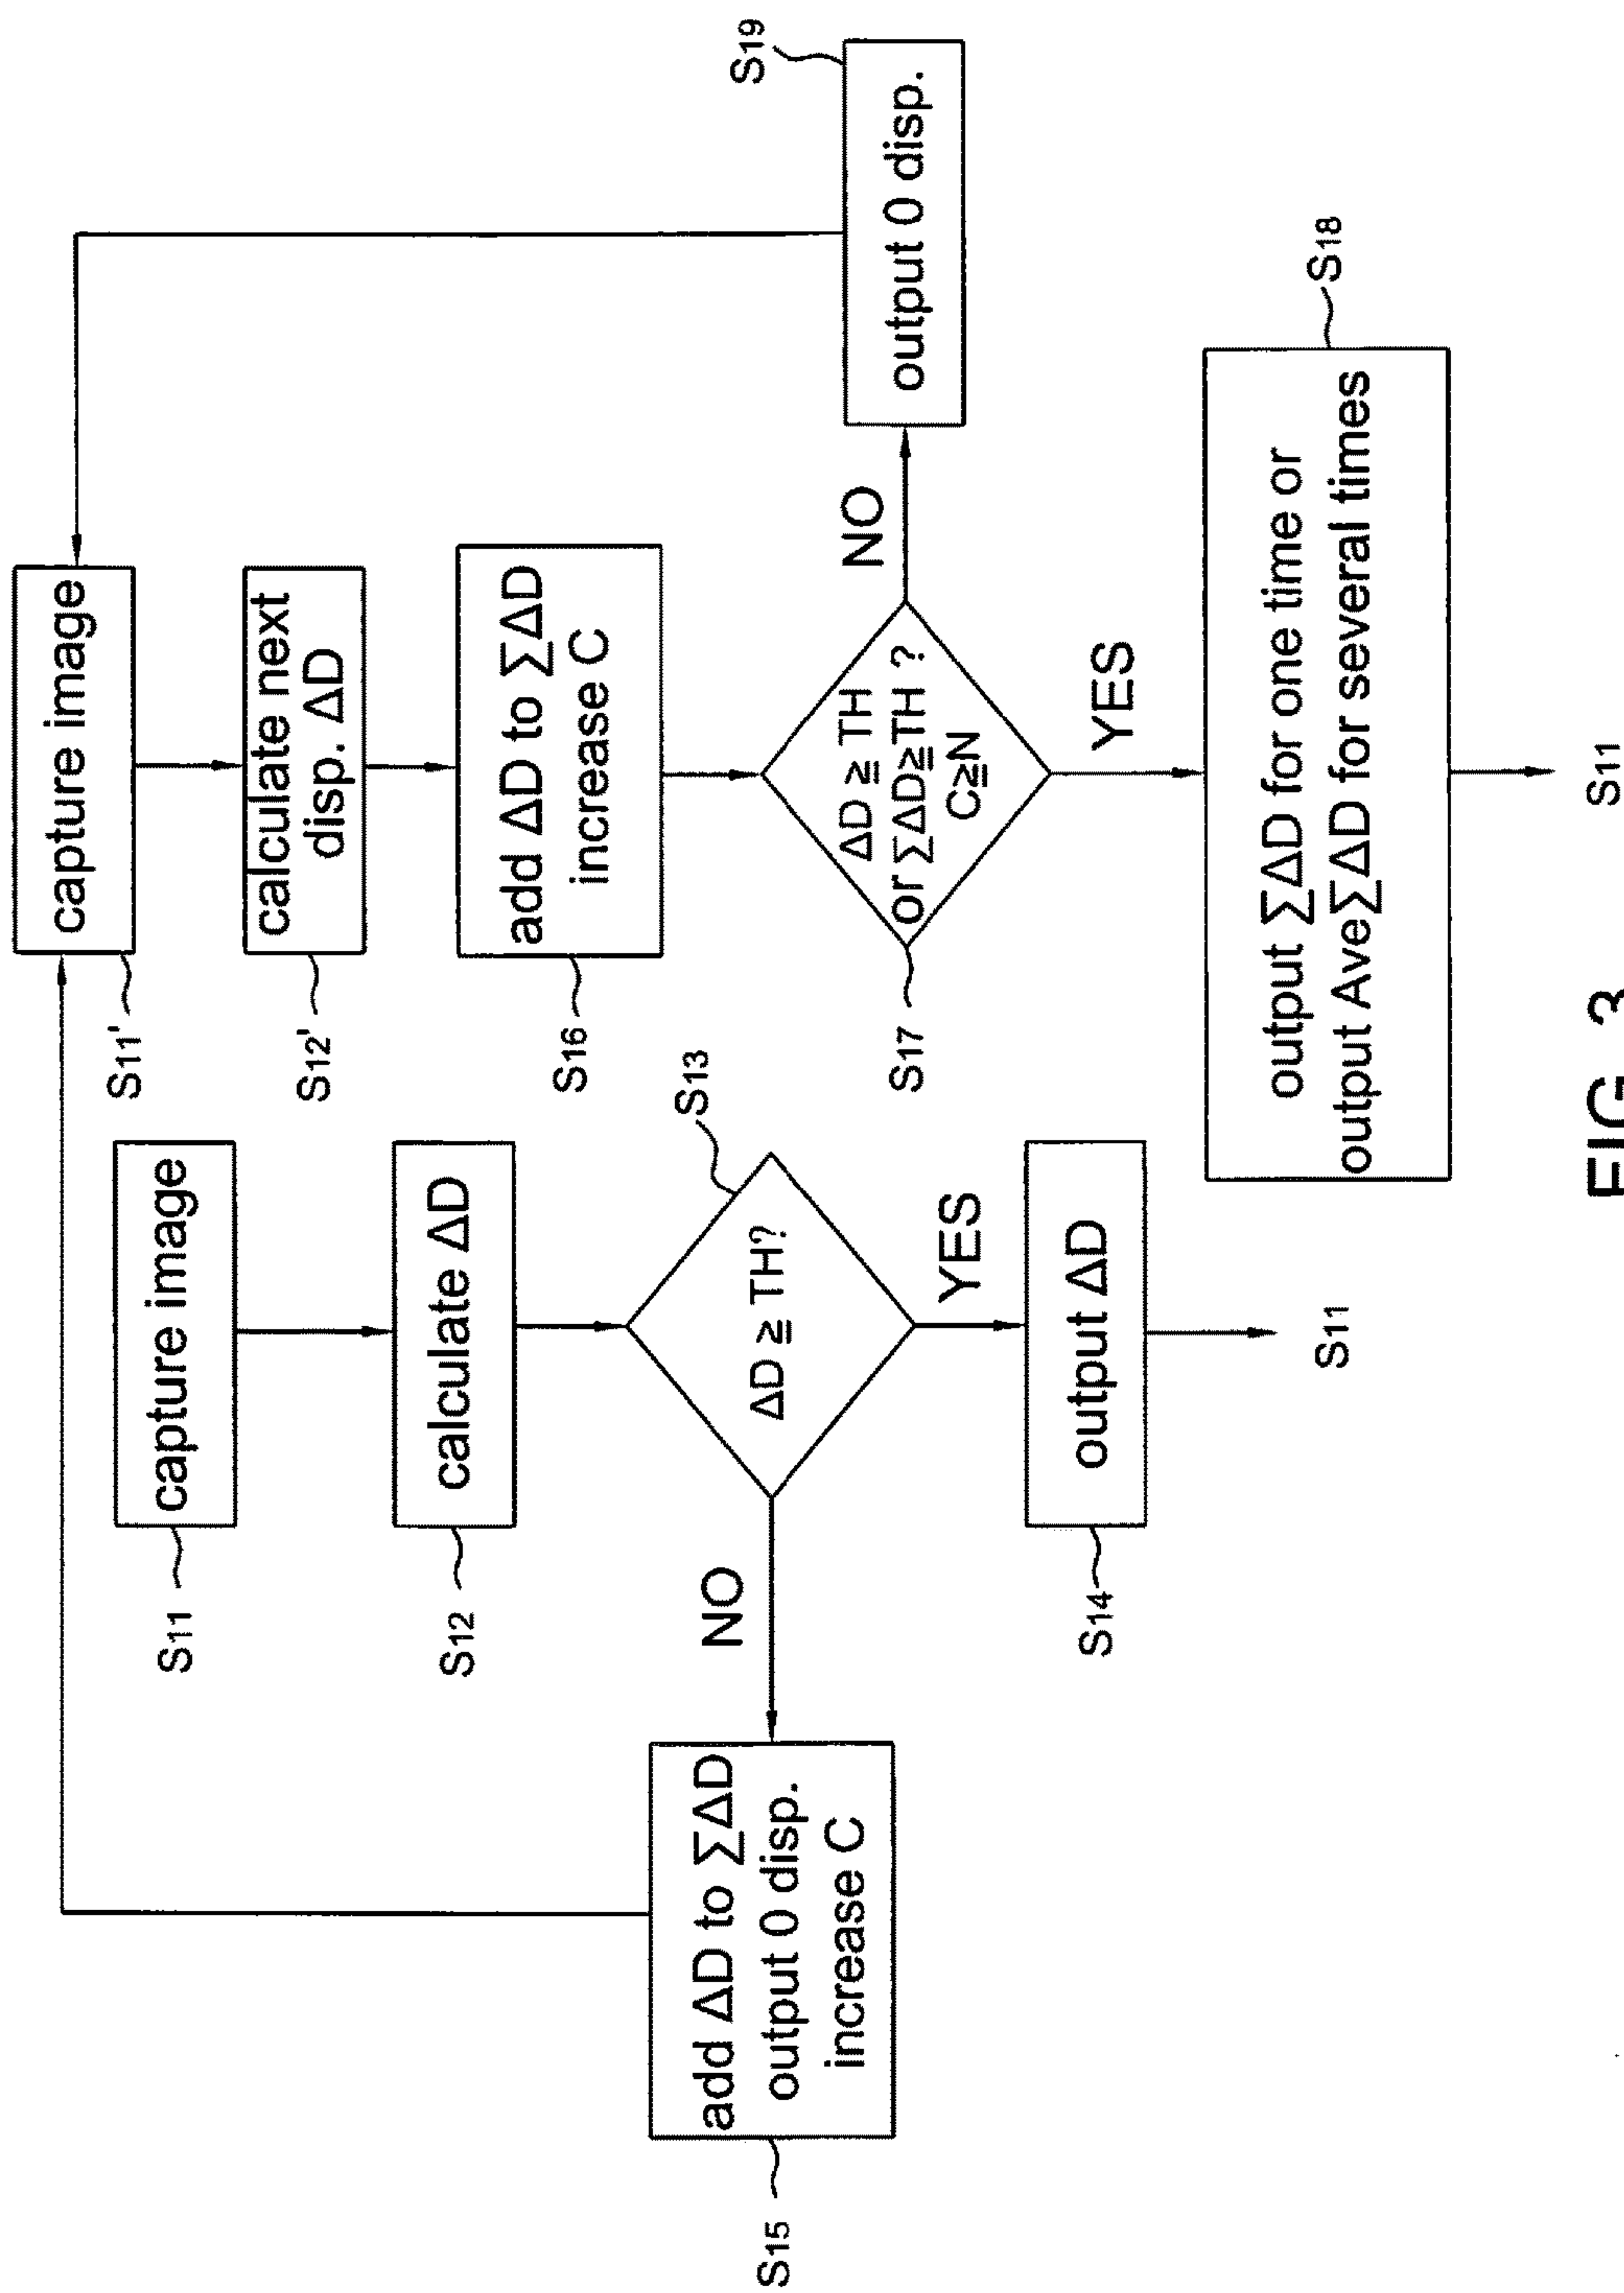 capture image
S11
calculate ΔD
S12
ΔD ≧ TH?
S13
YES
output ΔD
S14
S11
NO
add ΔD to ∑ΔD
output 0 disp.
increase C
S15
capture image
S11'
calculate next
disp. ΔD
S12'
add ΔD to ∑ΔD
increase C
S16
ΔD ≧ TH
or ∑ΔD≧TH ?
C≧N
S17
NO
output 0 disp.
S19
YES
output ∑ΔD for one time or
output Ave∑ΔD for several times
S18
S11
FIG. 3